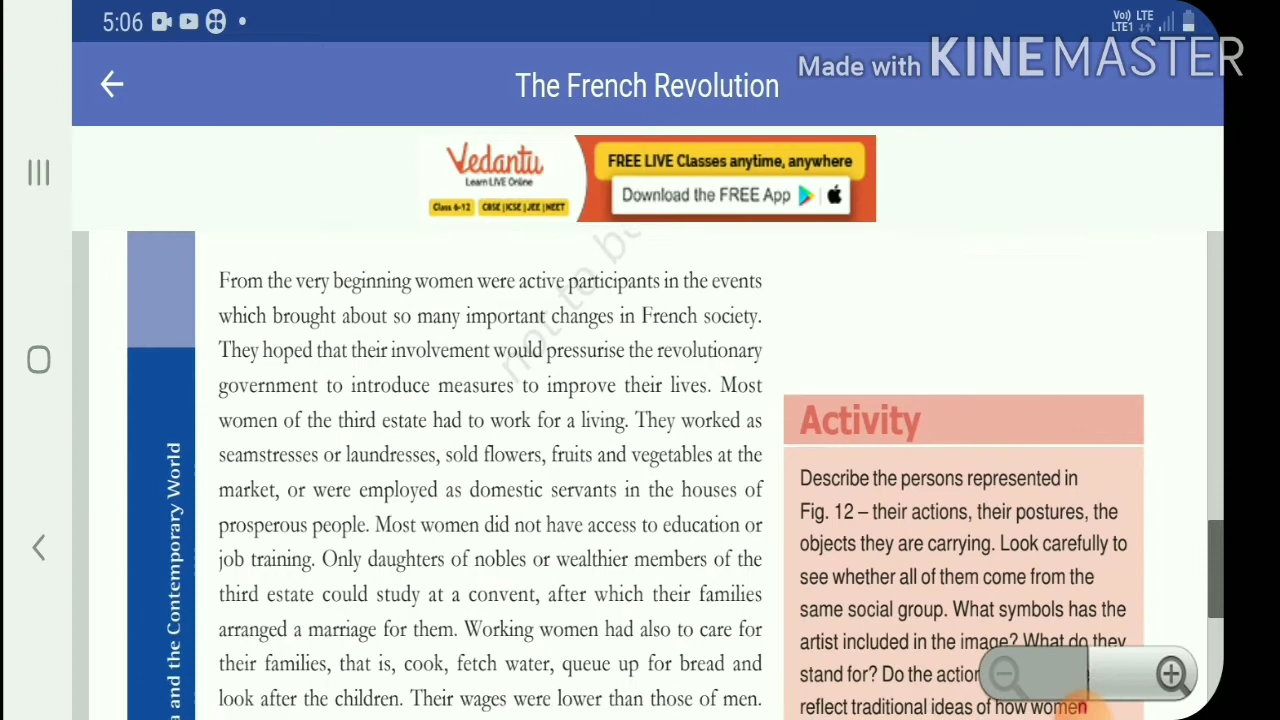 5:06
Vo) LTE
LTE1
Made with KINEMASTER
The French Revolution
Vedantu
Learn LIVE Online
Class 6-12 CBSE | ICSE | JEE | NEET
FREE LIVE Classes anytime, anywhere
Download the FREE App
not to be
From the very beginning women were active participants in the events
which brought about so many important changes in French society.
They hoped that their involvement would pressurise the revolutionary
government to introduce measures to improve their lives. Most
women of the third estate had to work for a living. They worked as
seamstresses or laundresses, sold flowers, fruits and vegetables at the
market, or were employed as domestic servants in the houses of
prosperous people. Most women did not have access to education or
job training. Only daughters of nobles or wealthier members of the
third estate could study at a convent, after which their families
arranged a marriage for them. Working women had also to care for
their families, that is, cook, fetch water, queue up for bread and
look after the children. Their wages were lower than those of men.
a and the Contemporary World
Activity
Describe the persons represented in
Fig. 12 – their actions, their postures, the
objects they are carrying. Look carefully to
see whether all of them come from the
same social group. What symbols has the
artist included in the image? What do they
stand for? Do the action
reflect traditional ideas of how women